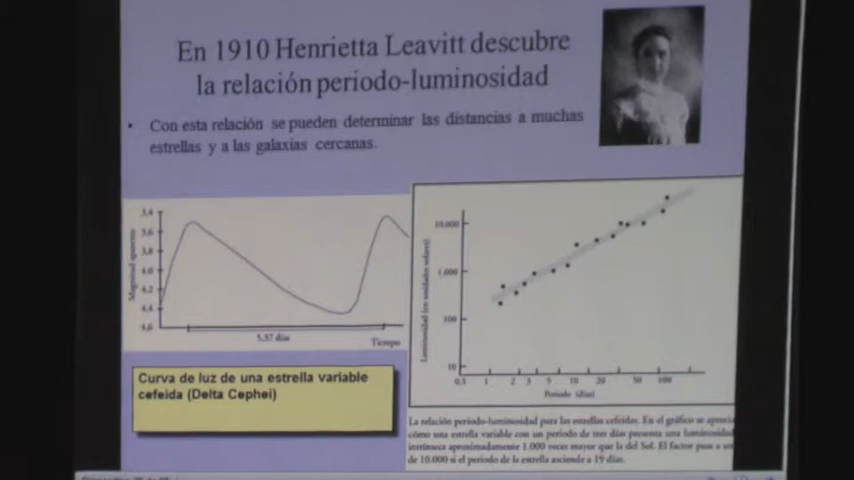 En 1910 Henrietta Leavitt descubre
la relación periodo-luminosidad
• Con esta relación se pueden determinar las distancias a muchas
estrellas y a las galaxias cercanas.
Magnitud aparente
3,4
3,6
3,8
4,0
4,2
4,4
4,6
5,37 días
Tiempo
Curva de luz de una estrella variable
cefeida (Delta Cephei)
Luminosidad (en unidades solares)
10.000
1.000
100
10
0,5 1 2 3 5 10 20 50 100
Periodo (días)
La relación periodo-luminosidad para las estrellas cefeidas. En el gráfico se aprecia
cómo una estrella variable con un periodo de tres días presenta una luminosidad
intrínseca aproximadamente 1.000 veces mayor que la del Sol. El factor pasa a ser
de 10.000 si el periodo de la estrella asciende a 19 días.